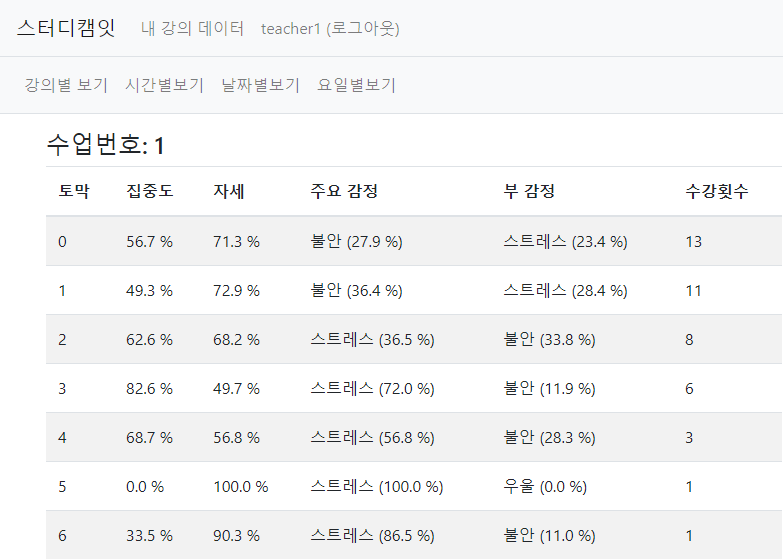 스터디캠잇 내 강의 데이터 teacher1 (로그아웃)
강의별 보기 시간별보기 날짜별보기 요일별보기
수업번호: 1
토막 집중도 자세 주요 감정 부 감정 수강횟수
0 56.7 % 71.3 % 불안 (27.9 %) 스트레스 (23.4 %) 13
1 49.3 % 72.9 % 불안 (36.4 %) 스트레스 (28.4 %) 11
2 62.6 % 68.2 % 스트레스 (36.5 %) 불안 (33.8 %) 8
3 82.6 % 49.7 % 스트레스 (72.0 %) 불안 (11.9 %) 6
4 68.7 % 56.8 % 스트레스 (56.8 %) 불안 (28.3 %) 3
5 0.0 % 100.0 % 스트레스 (100.0 %) 우울 (0.0 %) 1
6 33.5 % 90.3 % 스트레스 (86.5 %) 불안 (11.0 %) 1